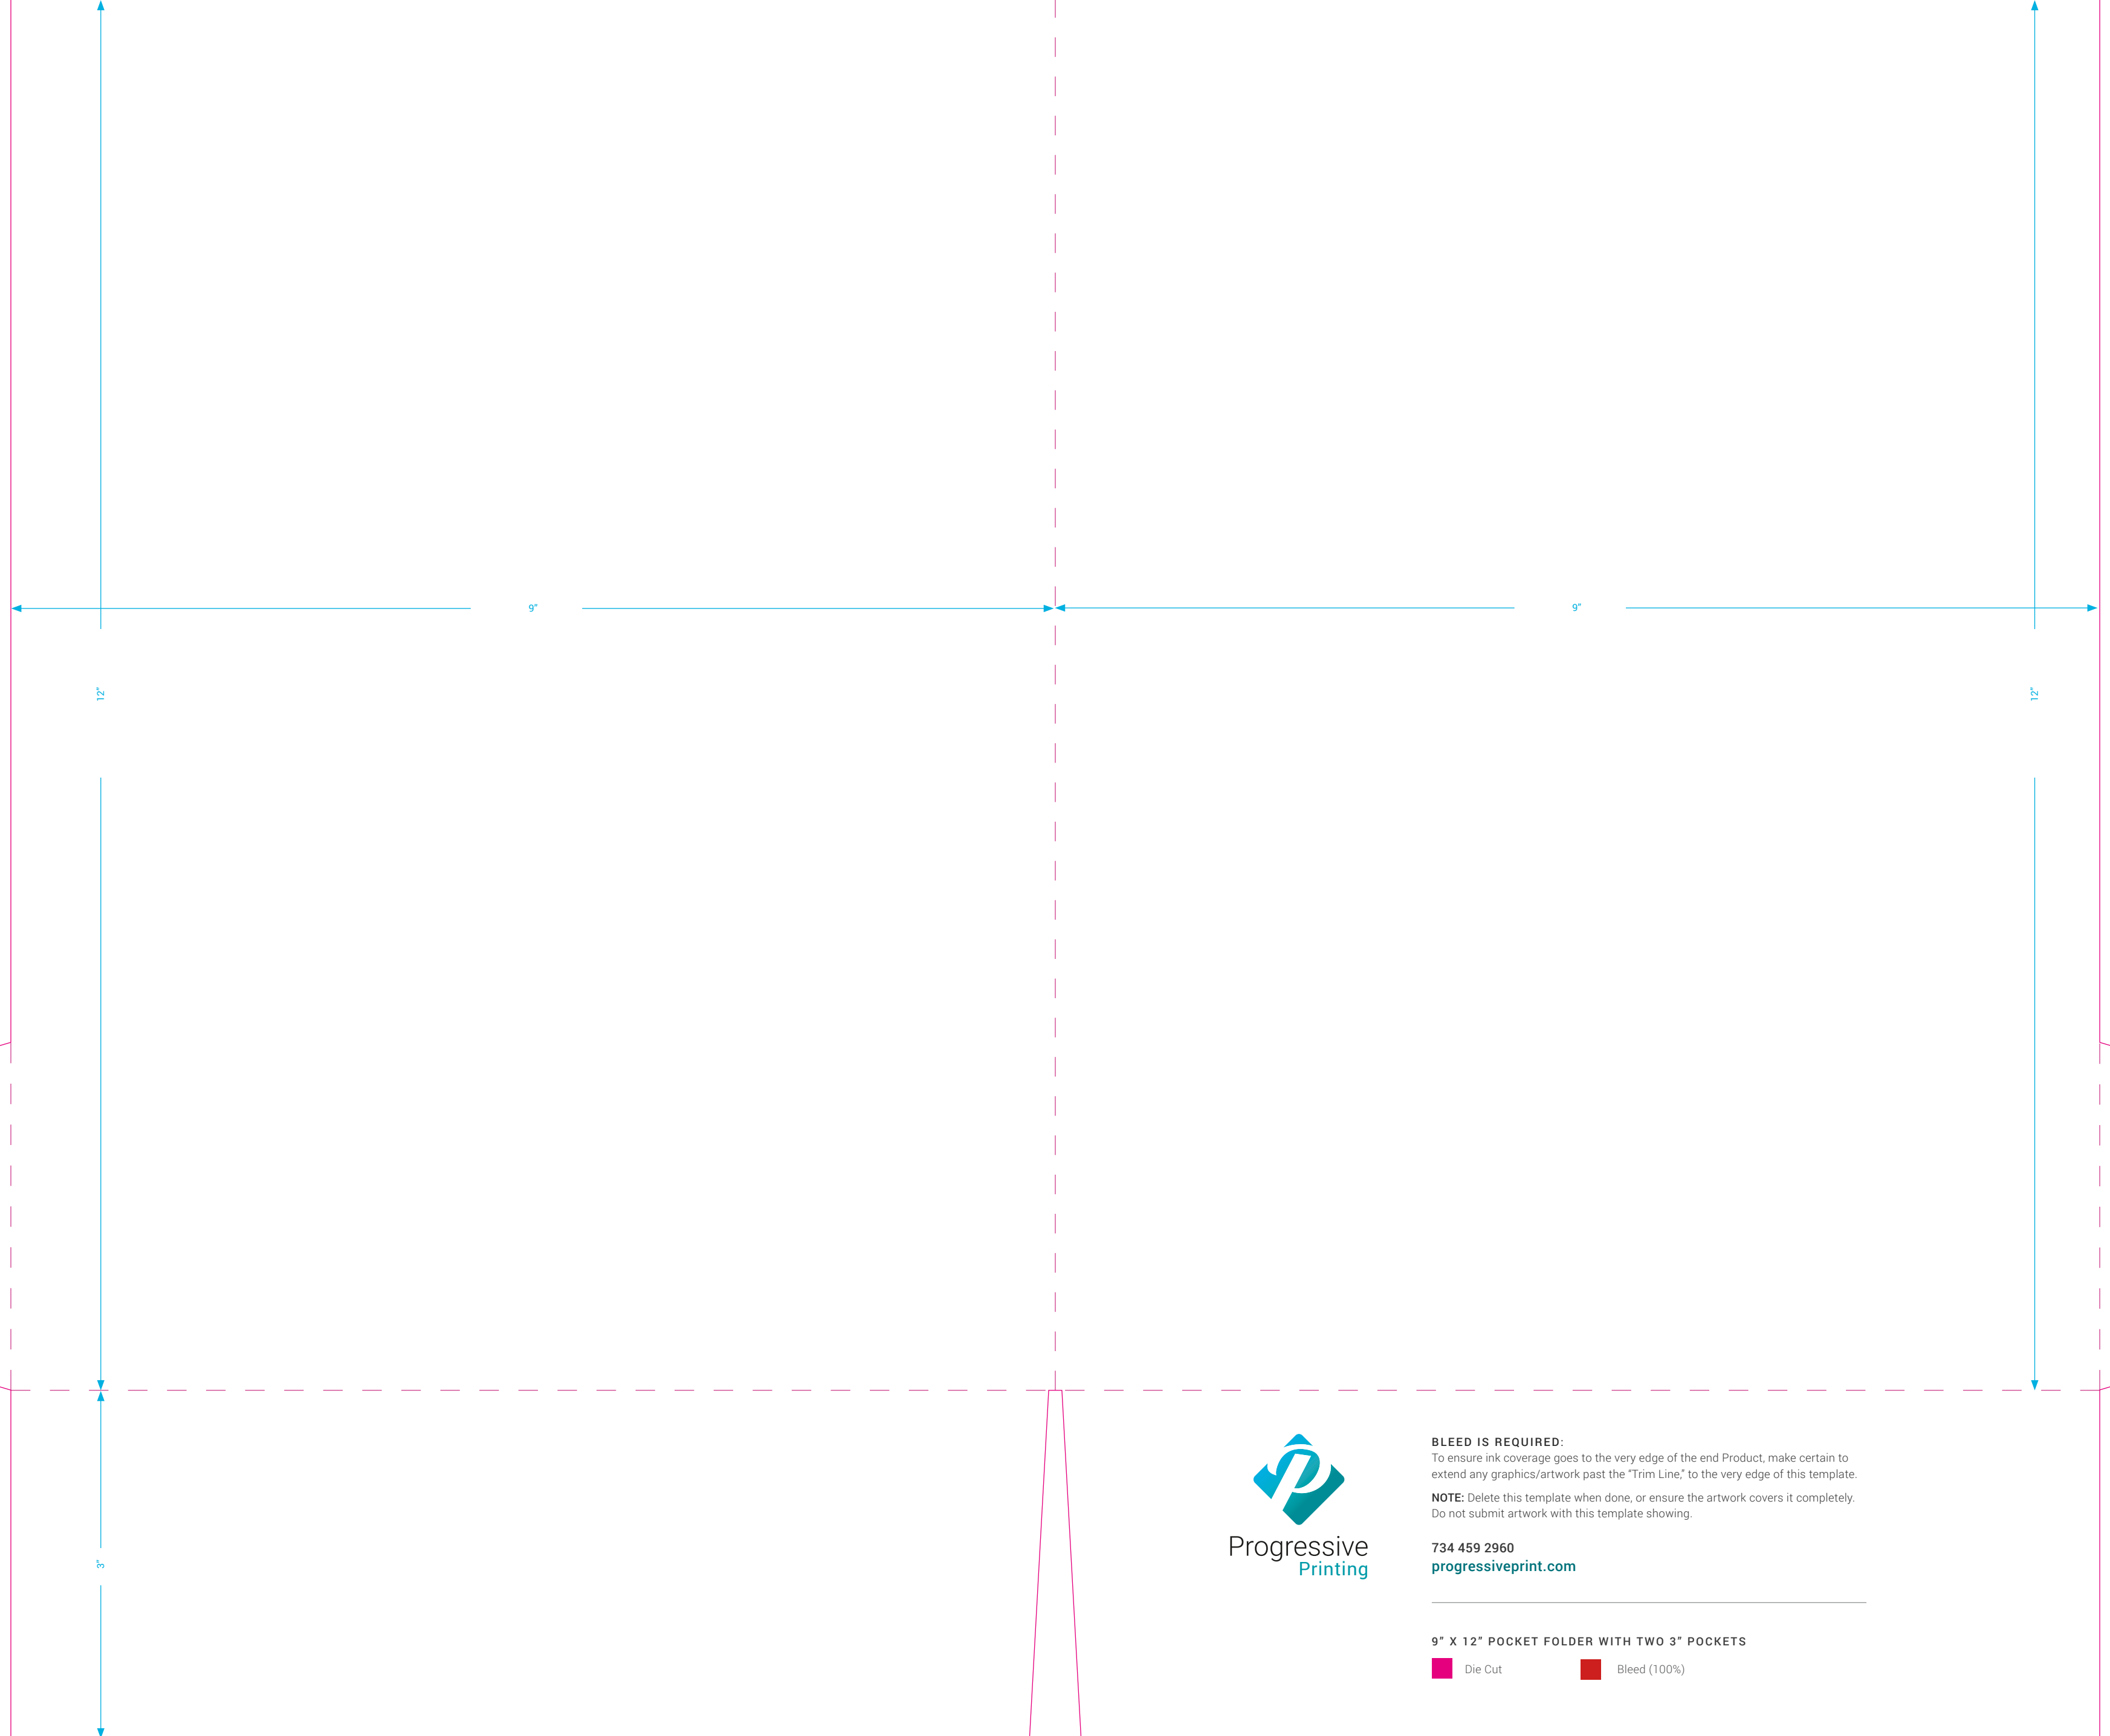 9”
9”
12”
12”
3”
Progressive
Printing
BLEED IS REQUIRED:
To ensure ink coverage goes to the very edge of the end Product, make certain to
extend any graphics/artwork past the “Trim Line,” to the very edge of this template.
NOTE: Delete this template when done, or ensure the artwork covers it completely.
Do not submit artwork with this template showing.
734 459 2960
progressiveprint.com
9” X 12” POCKET FOLDER WITH TWO 3” POCKETS
Die Cut
Bleed (100%)